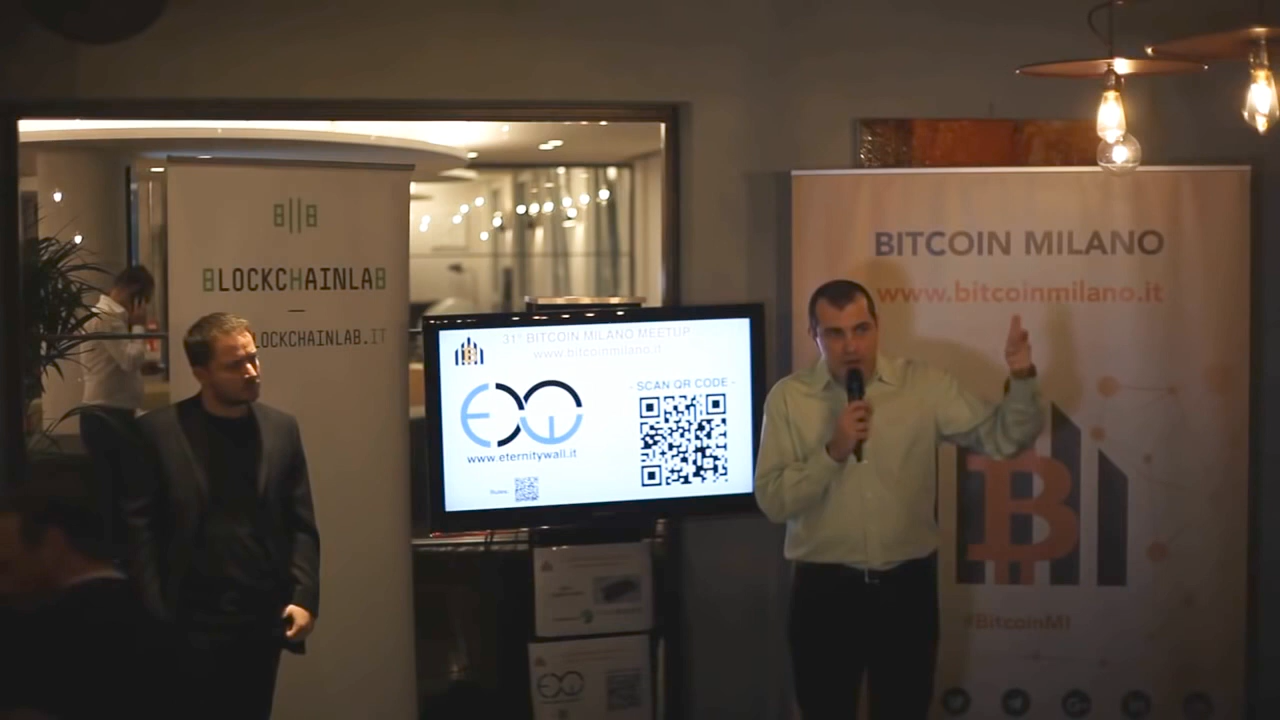 BLOCKCHAINLAB
LOCKCHAINLAB.IT
31° BITCOIN MILANO MEETUP
www.bitcoinmilano.it
- SCAN QR CODE -
www.eternitywall.it
BITCOIN MILANO
www.bitcoinmilano.it
#BitcoinMI